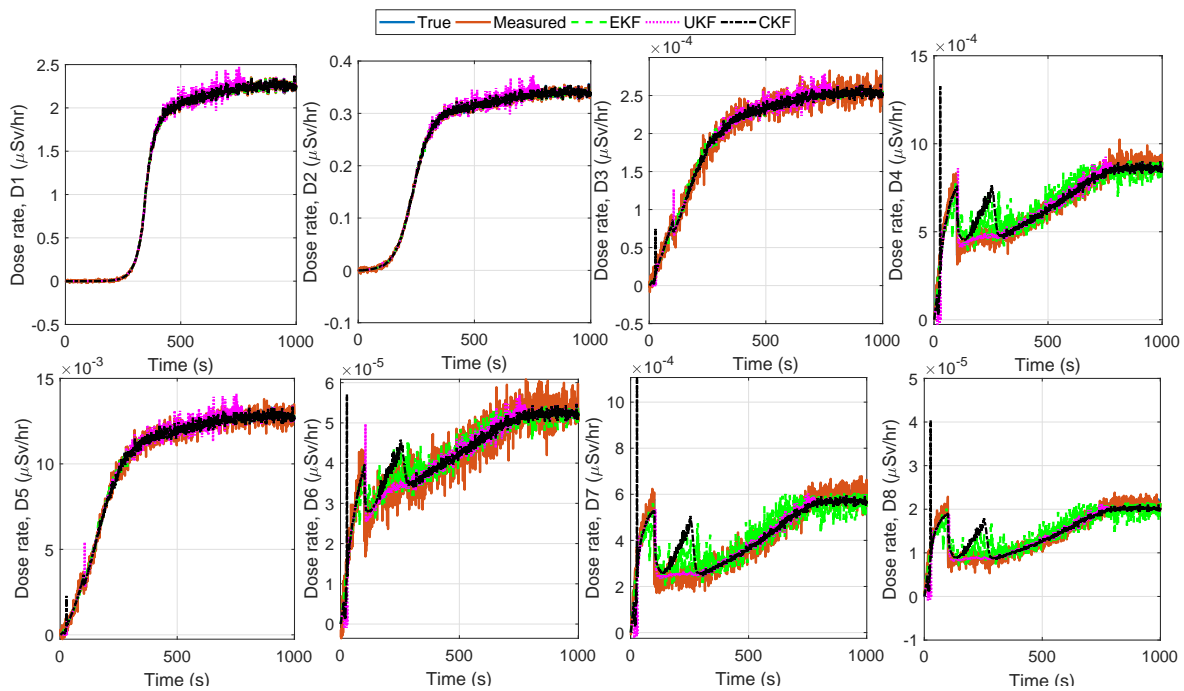 True Measured EKF UKF CKF
2.5
2
1.5
1
0.5
0
-0.5
0 500 1000
Time (s)
Dose rate, D1 (μSv/hr)
0.4
0.3
0.2
0.1
0
-0.1
0 500 1000
Time (s)
Dose rate, D2 (μSv/hr)
×10⁻⁴
3
2.5
2
1.5
1
0.5
0
-0.5
0 500 1000
Time (s)
Dose rate, D3 (μSv/hr)
×10⁻⁴
15
10
5
0
0 500 1000
Time (s)
Dose rate, D4 (μSv/hr)
×10⁻³
15
10
5
0
0 500 1000
Time (s)
Dose rate, D5 (μSv/hr)
×10⁻⁵
6
5
4
3
2
1
0
0 500 1000
Time (s)
Dose rate, D6 (μSv/hr)
×10⁻⁴
10
8
6
4
2
0
0 500 1000
Time (s)
Dose rate, D7 (μSv/hr)
×10⁻⁵
5
4
3
2
1
0
-1
0 500 1000
Time (s)
Dose rate, D8 (μSv/hr)